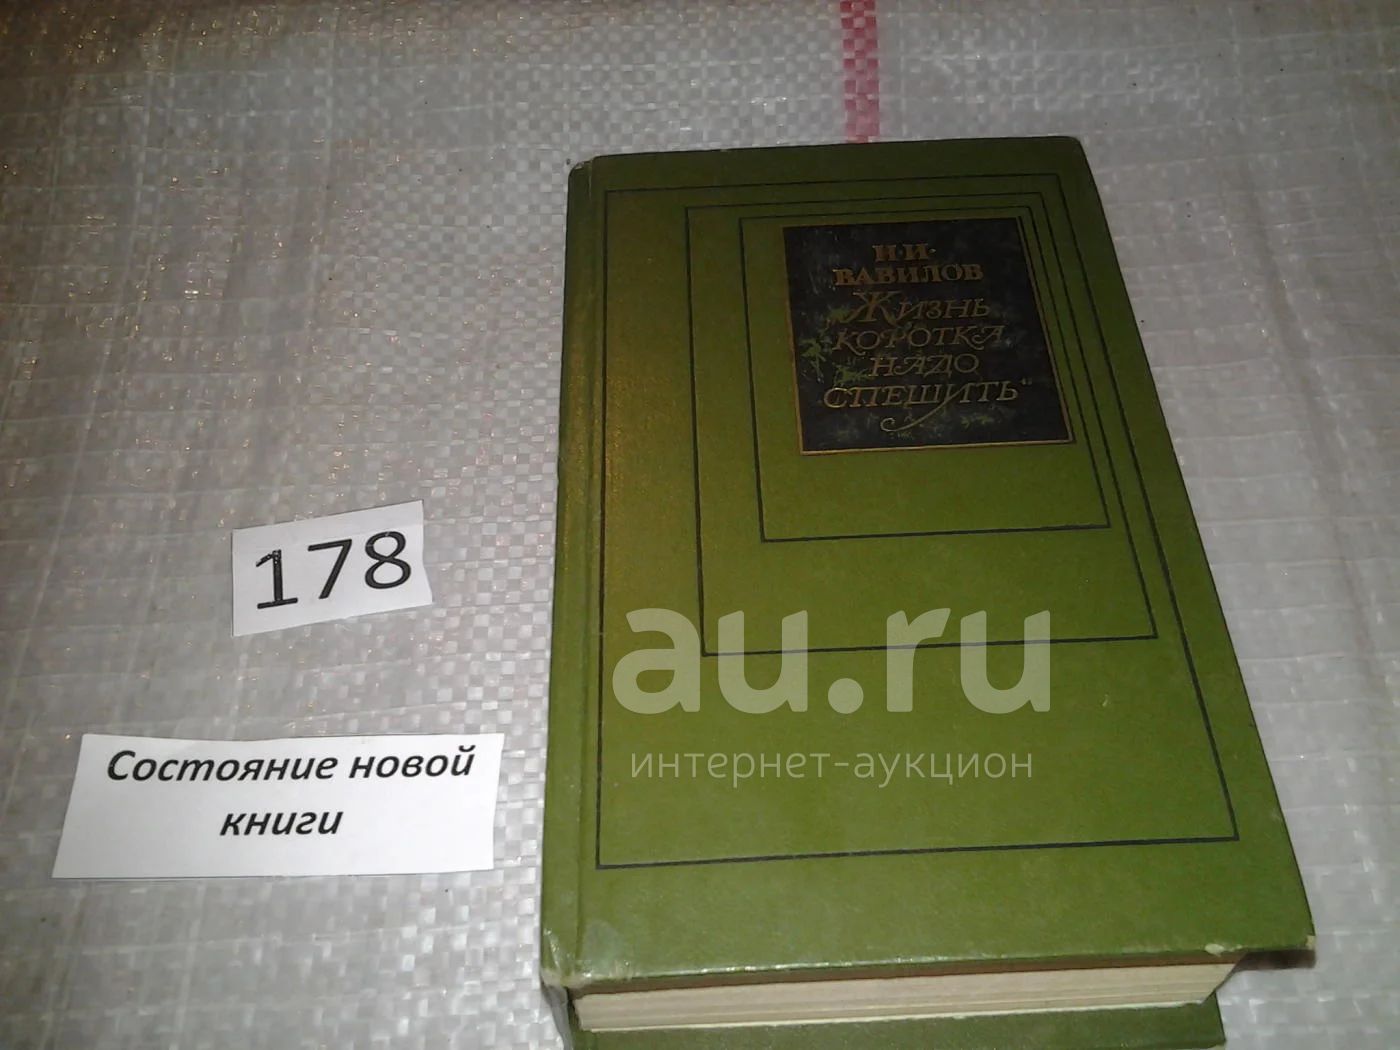 Н·И·
ВАВИЛОВ
„Жизнь
коротка,
надо
спешить“
178
au.ru
интернет-аукцион
Состояние новой
книги